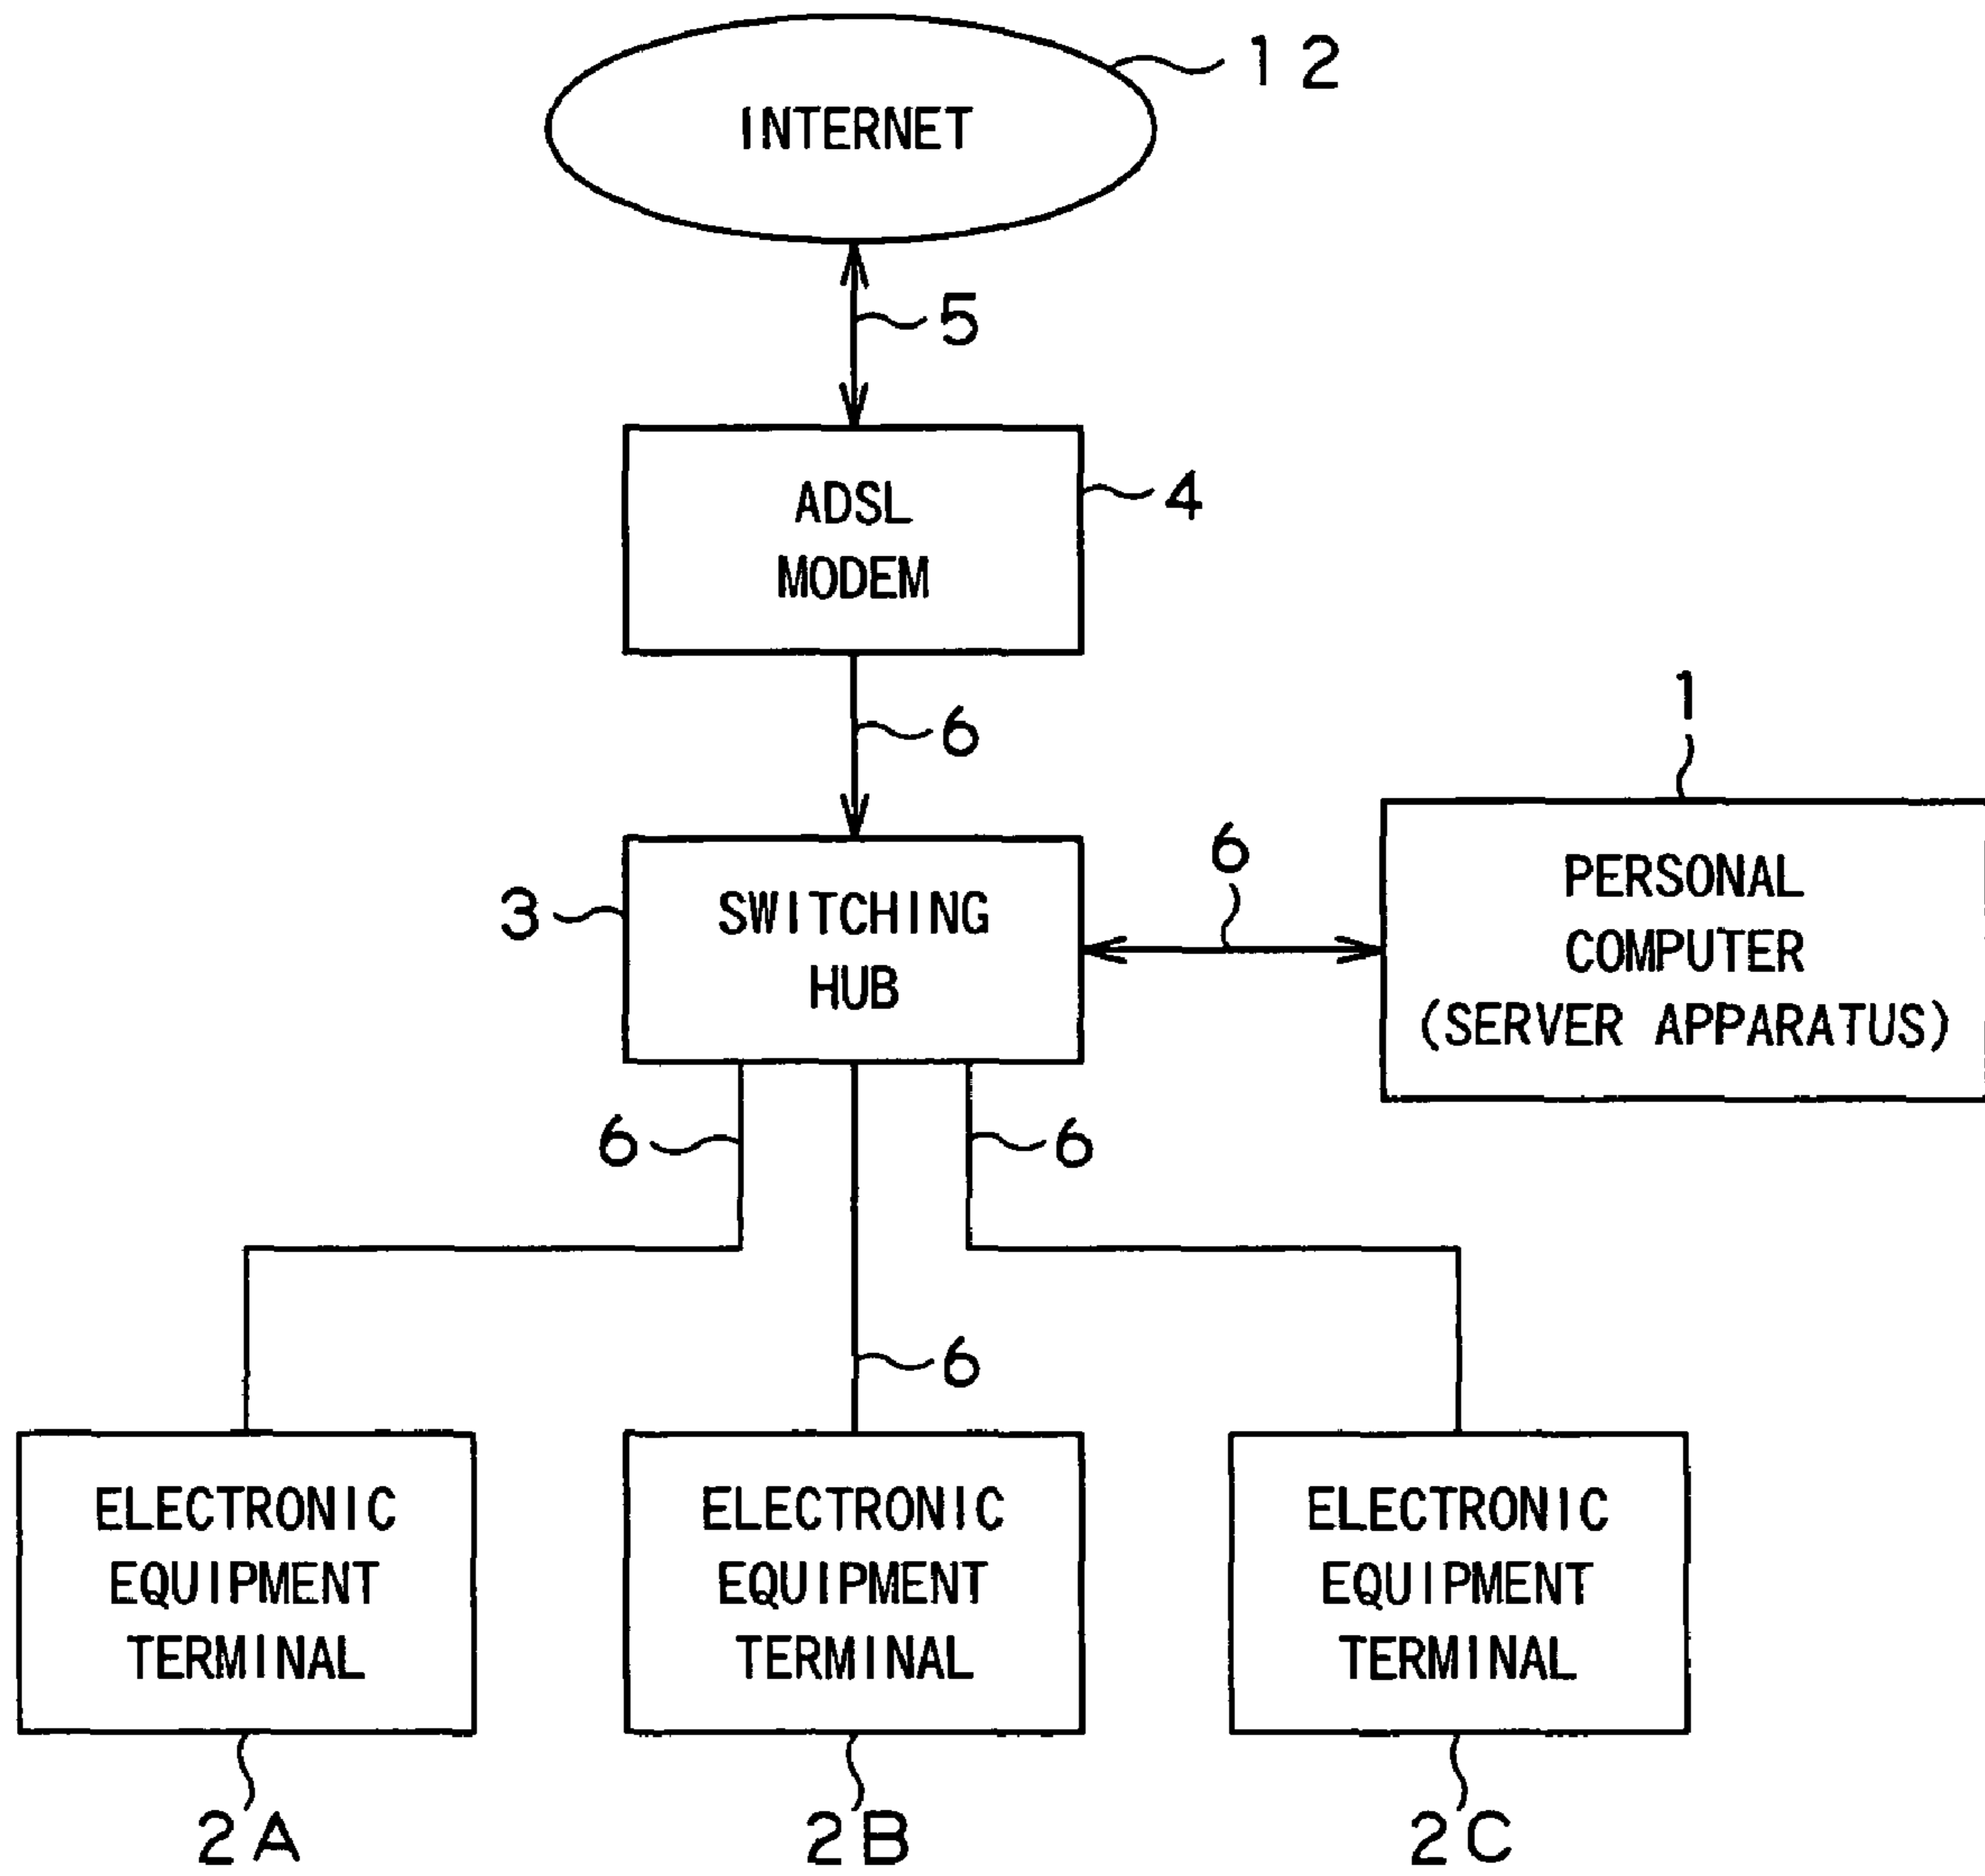 INTERNET
12
5
ADSL
MODEM
4
6
1
3
SWITCHING
HUB
6
PERSONAL
COMPUTER
(SERVER APPARATUS)
6
6
6
ELECTRONIC
EQUIPMENT
TERMINAL
ELECTRONIC
EQUIPMENT
TERMINAL
ELECTRONIC
EQUIPMENT
TERMINAL
2A
2B
2C